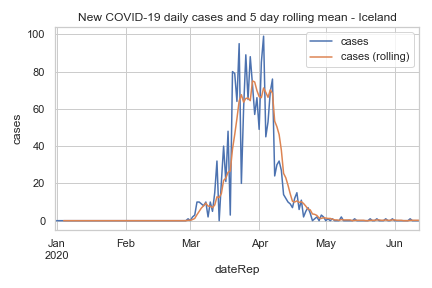 New COVID-19 daily cases and 5 day rolling mean - Iceland
cases
cases (rolling)
100
80
60
40
20
0
cases
Jan
2020
Feb
Mar
Apr
May
Jun
dateRep